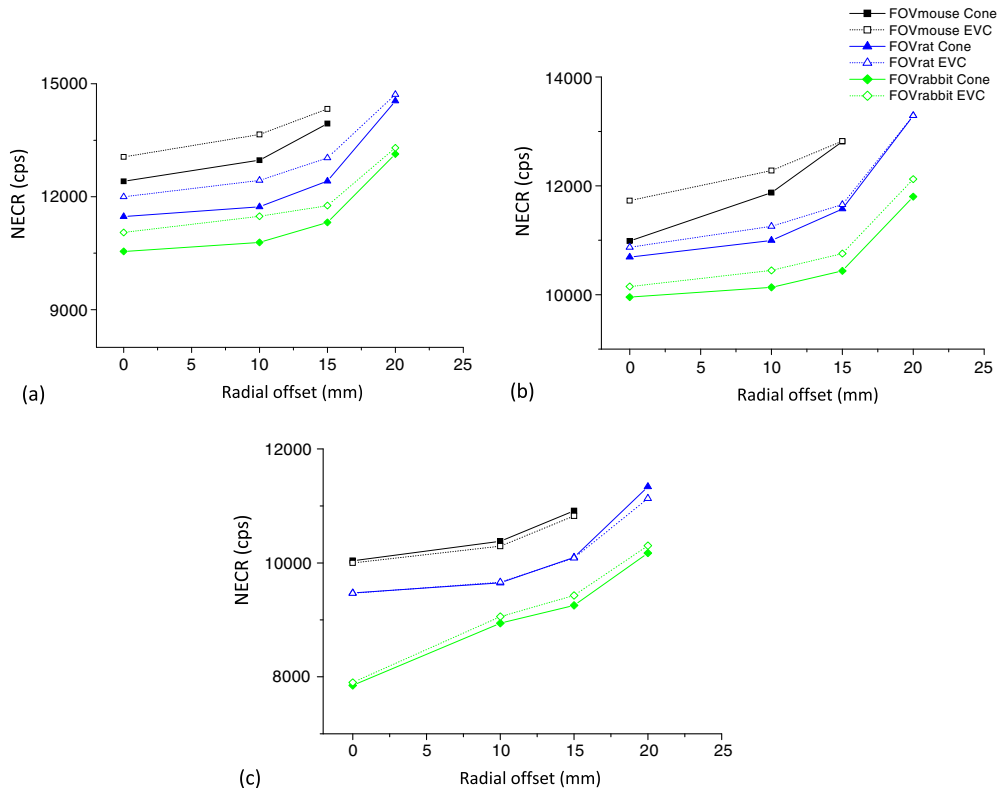 FOVmouse Cone
FOVmouse EVC
FOVrat Cone
FOVrat EVC
FOVrabbit Cone
FOVrabbit EVC
15000
12000
9000
NECR (cps)
0 5 10 15 20 25
Radial offset (mm)
(a)
14000
12000
10000
NECR (cps)
0 5 10 15 20 25
Radial offset (mm)
(b)
12000
10000
8000
NECR (cps)
0 5 10 15 20 25
Radial offset (mm)
(c)